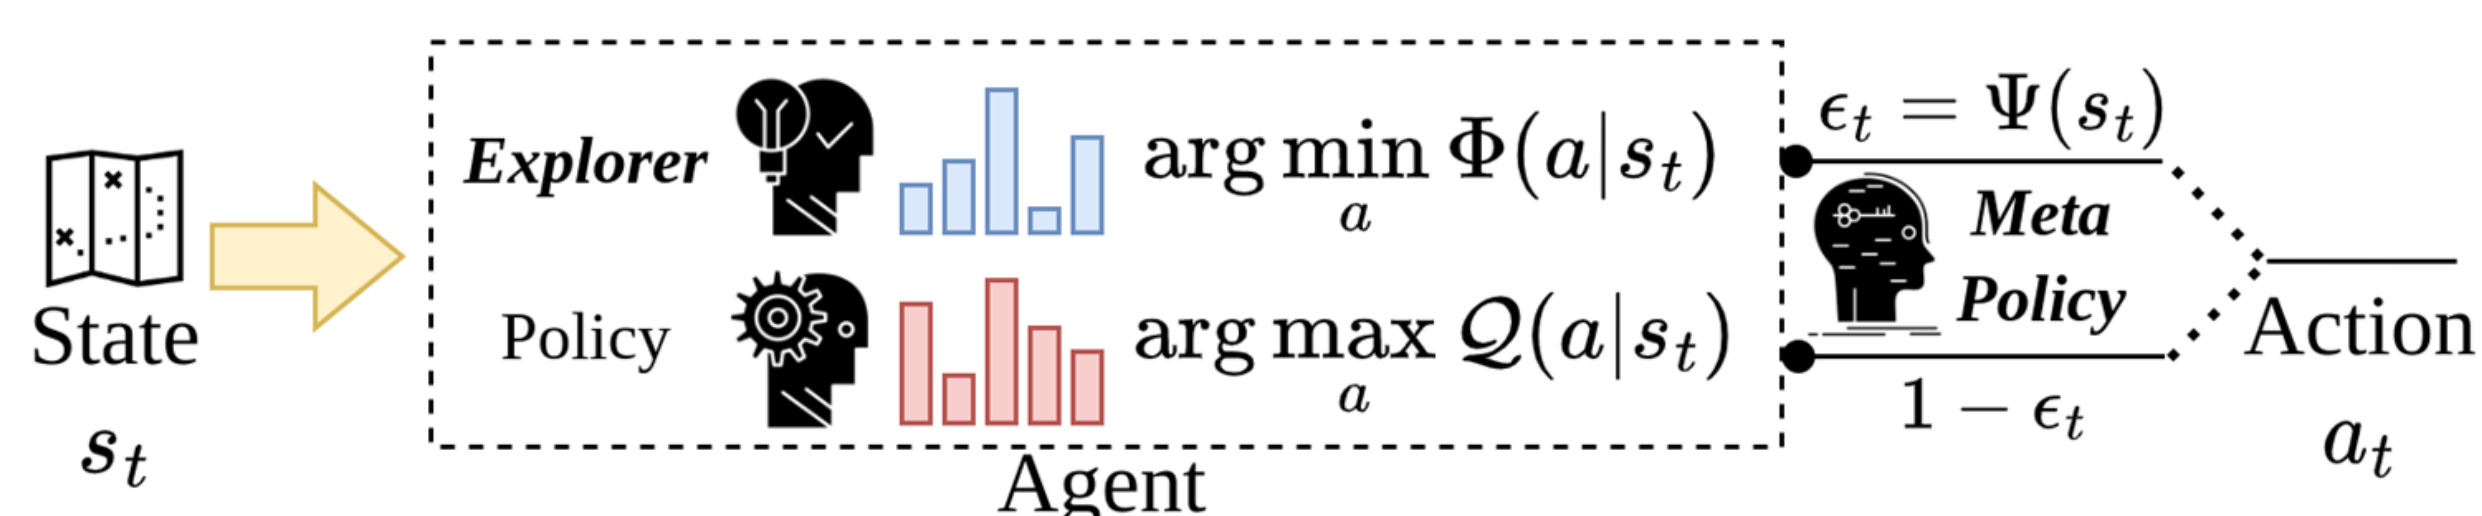 State
s_t
Explorer
arg min_a Φ(a|s_t)
Policy
arg max_a Q(a|s_t)
Agent
ϵ_t = Ψ(s_t)
Meta
Policy
1 − ϵ_t
Action
a_t